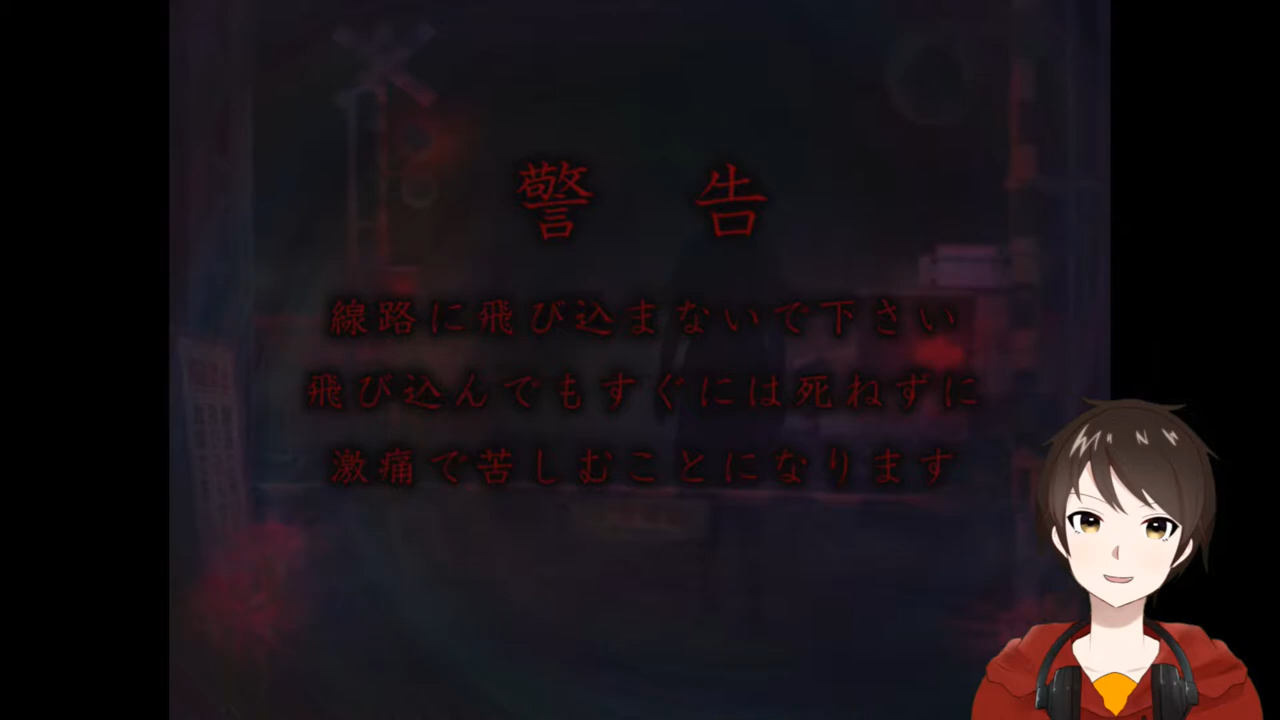 警告
線路に飛び込まないで下さい
飛び込んでもすぐには死ねずに
激痛で苦しむことになります